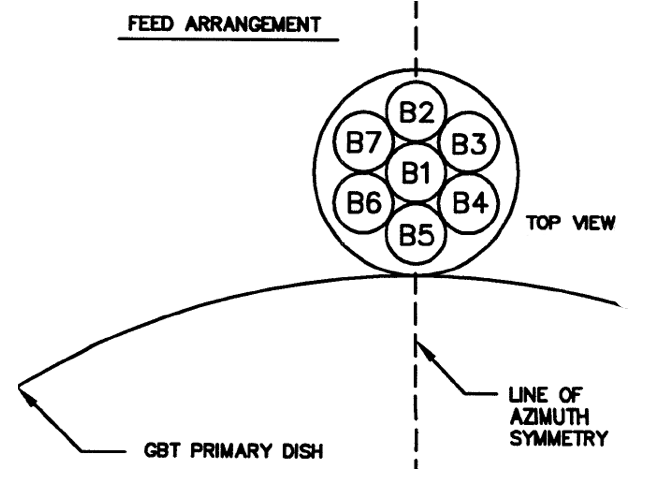 FEED ARRANGEMENT
B2
B7
B3
B1
B6
B4
B5
TOP VIEW
LINE OF
AZIMUTH
SYMMETRY
GBT PRIMARY DISH